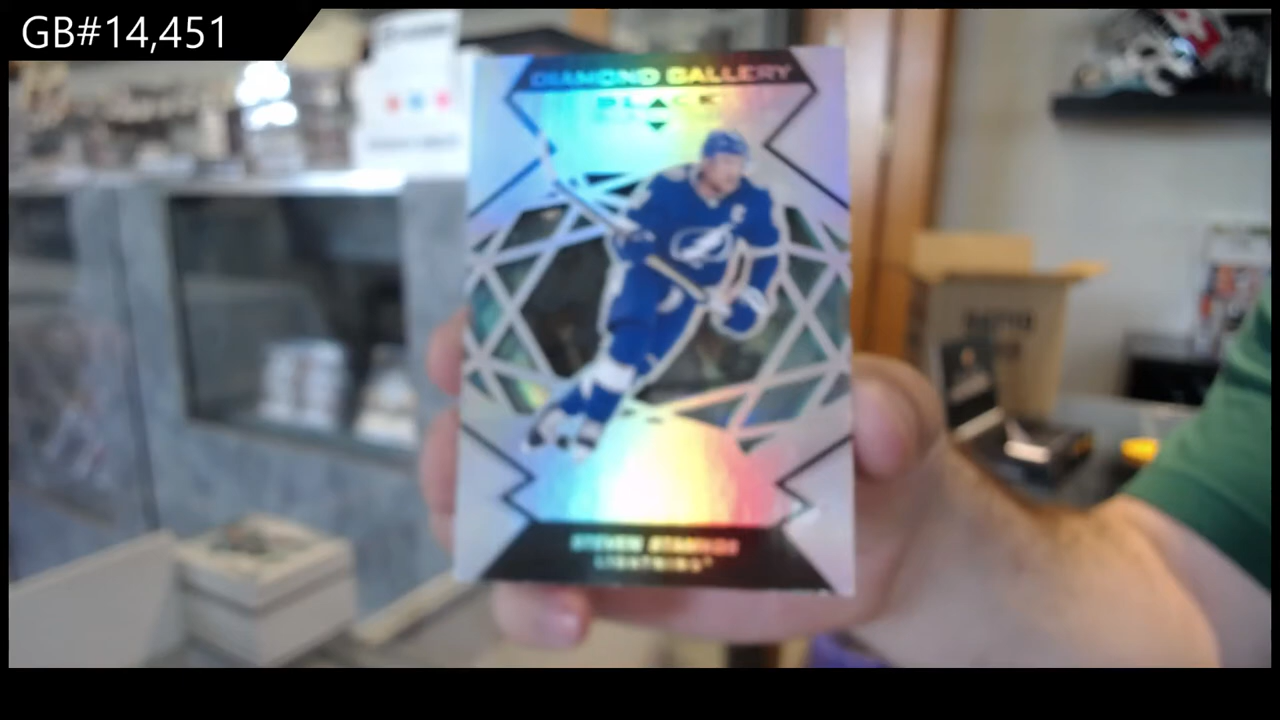 GB#14,451
DIAMOND GALLERY
BLACK
STEVEN STAMKOS
LIGHTNING